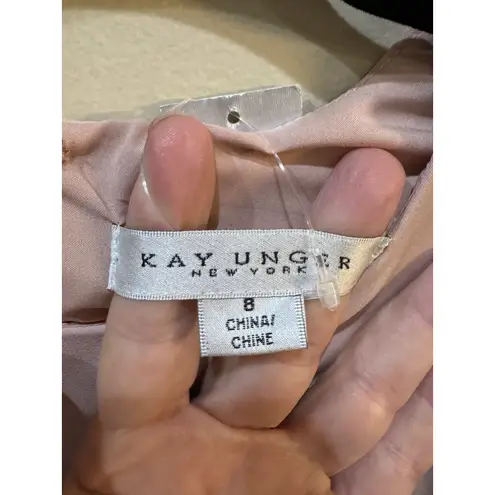 KAY UNGER
NEW YORK
8
CHINA/
CHINE